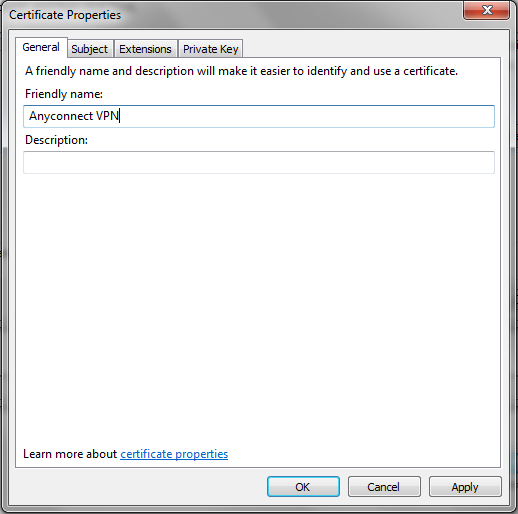 Certificate Properties
General Subject Extensions Private Key
A friendly name and description will make it easier to identify and use a certificate.
Friendly name:
Anyconnect VPN
Description:
Learn more about certificate properties
OK Cancel Apply